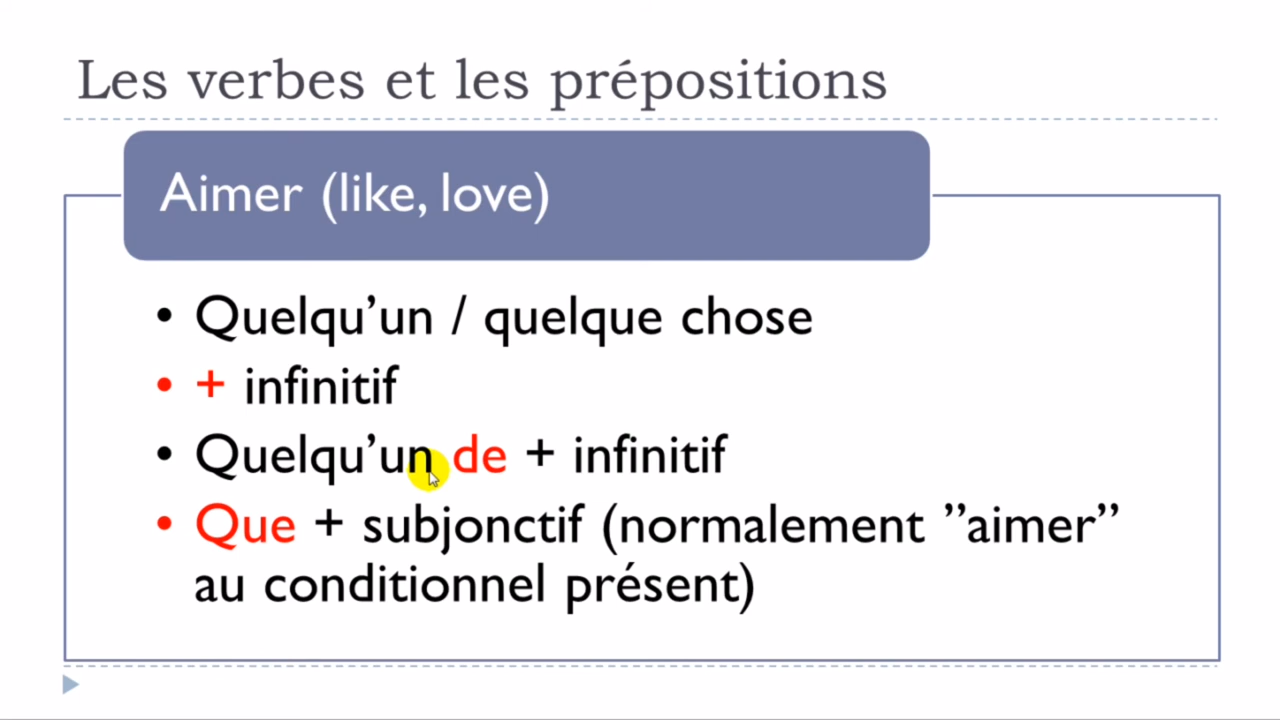 Les verbes et les prépositions
Aimer (like, love)
• Quelqu’un / quelque chose
• + infinitif
• Quelqu’un de + infinitif
• Que + subjonctif (normalement ”aimer”
au conditionnel présent)